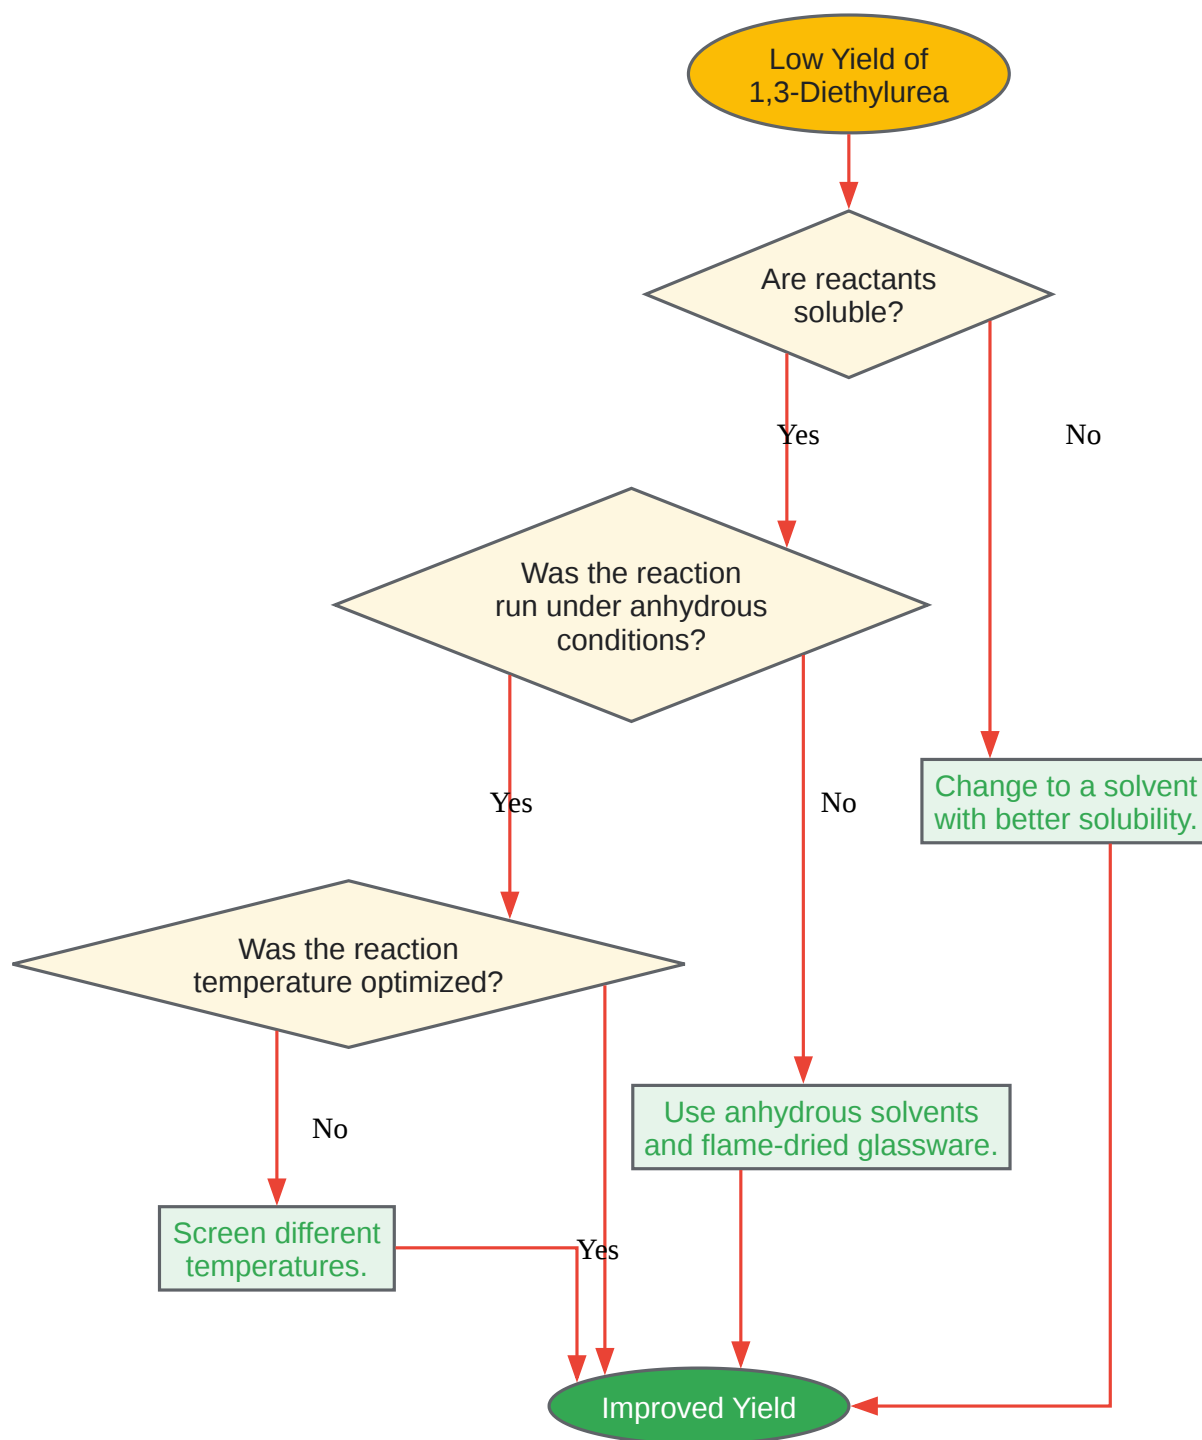 Low Yield of
1,3-Diethylurea
Are reactants
soluble?
Yes
No
Was the reaction
run under anhydrous
conditions?
Change to a solvent
with better solubility.
Yes
No
Was the reaction
temperature optimized?
Use anhydrous solvents
and flame-dried glassware.
No
Screen different
temperatures.
Yes
Improved Yield